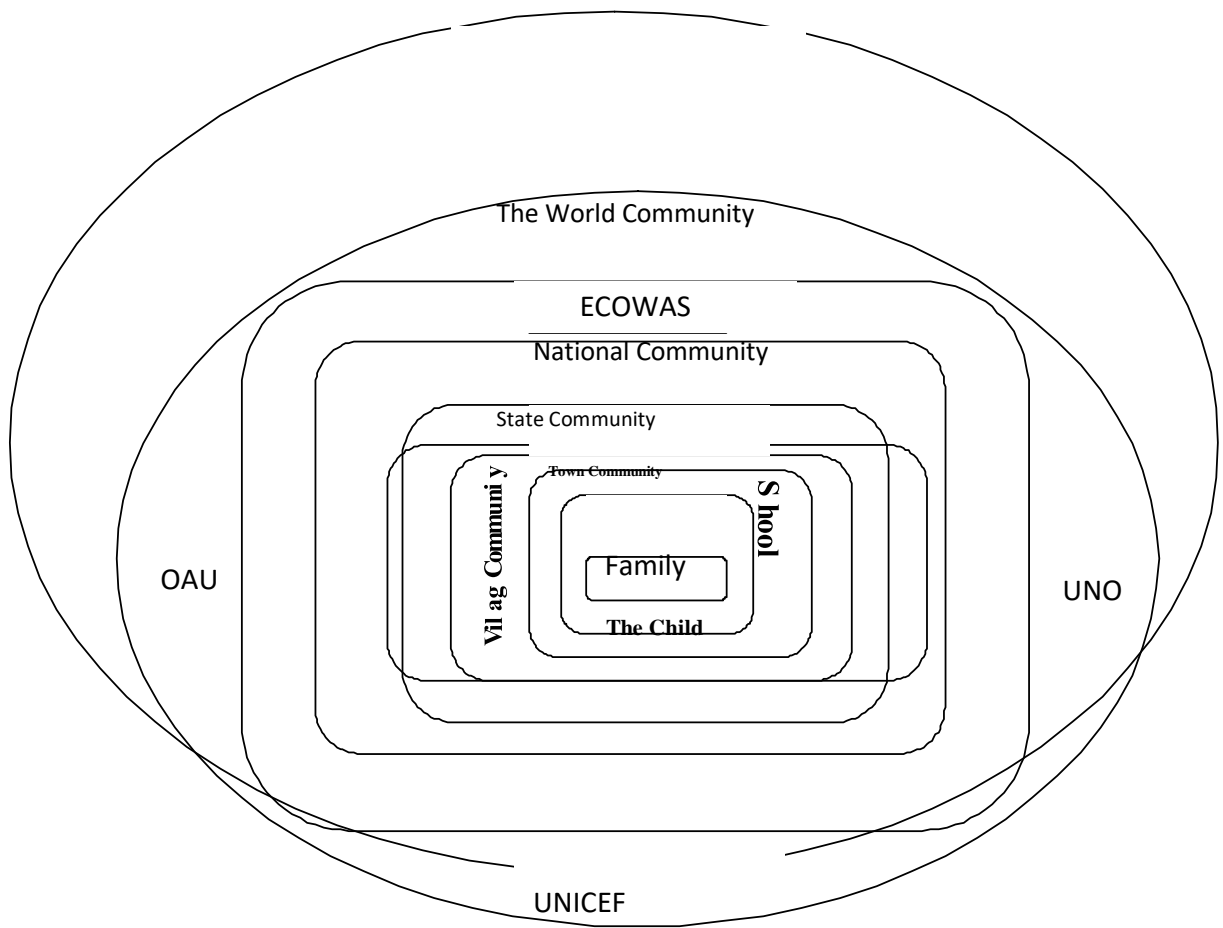 The World Community
ECOWAS
National Community
State Community
Town Community
Vil ag Communi y
S hool
Family
The Child
OAU
UNO
UNICEF